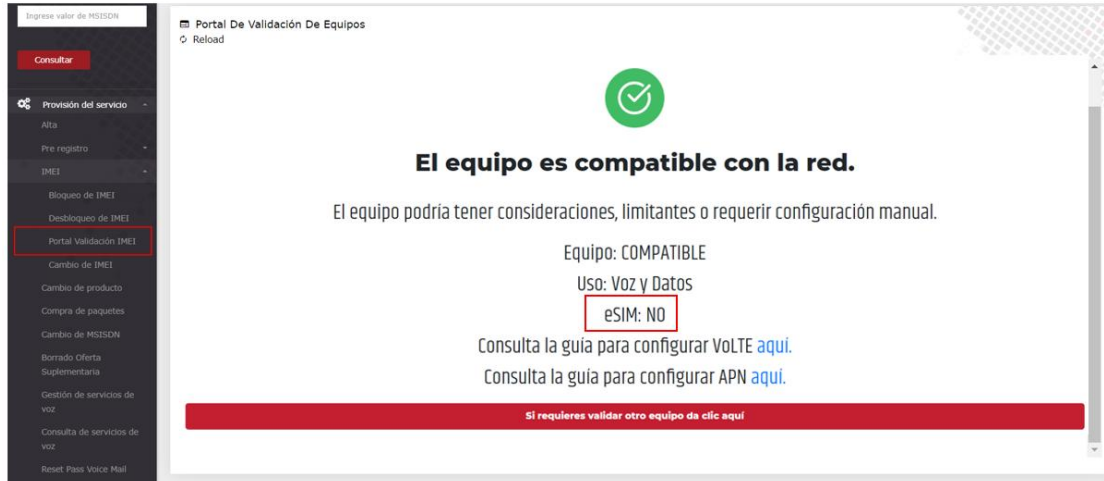 Ingrese valor de MSISDN
Consultar
Provisión del servicio
Alta
Pre registro
IMEI
Bloqueo de IMEI
Desbloqueo de IMEI
Portal Validación IMEI
Cambio de IMEI
Cambio de producto
Compra de paquetes
Cambio de MSISDN
Borrado Oferta
Suplementaria
Gestión de servicios de
voz
Consulta de servicios de
voz
Reset Pass Voice Mail
Portal De Validación De Equipos
Reload
El equipo es compatible con la red.
El equipo podría tener consideraciones, limitantes o requerir configuración manual.
Equipo: COMPATIBLE
Uso: Voz y Datos
eSIM: NO
Consulta la guía para configurar VoLTE aquí.
Consulta la guía para configurar APN aquí.
Si requieres validar otro equipo da clic aquí